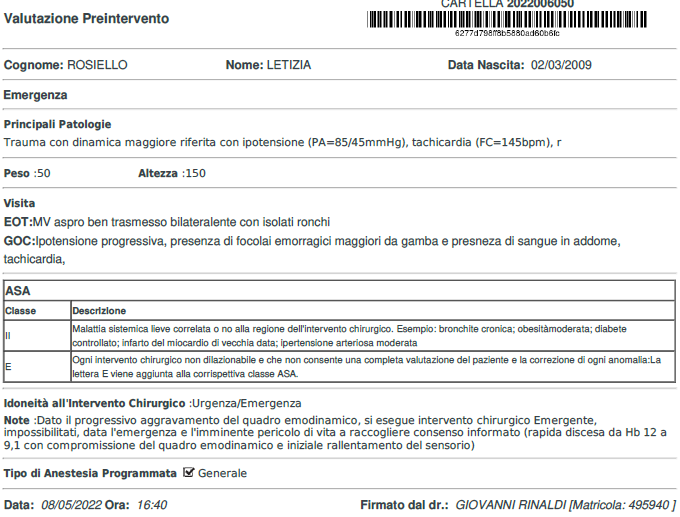 CARTELLA 2022006050
Valutazione Preintervento
6277d798ff8b5880ad60b6fc
Cognome: ROSIELLO Nome: LETIZIA Data Nascita: 02/03/2009
Emergenza
Principali Patologie
Trauma con dinamica maggiore riferita con ipotensione (PA=85/45mmHg), tachicardia (FC=145bpm), r
Peso :50 Altezza :150
Visita
EOT:MV aspro ben trasmesso bilateralente con isolati ronchi
GOC:Ipotensione progressiva, presenza di focolai emorragici maggiori da gamba e presneza di sangue in addome,
tachicardia,
ASA
Classe Descrizione
II Malattia sistemica lieve correlata o no alla regione dell'intervento chirurgico. Esempio: bronchite cronica; obesitàmoderata; diabete
controllato; infarto del miocardio di vecchia data; ipertensione arteriosa moderata
E Ogni intervento chirurgico non dilazionabile e che non consente una completa valutazione del paziente e la correzione di ogni anomalia:La
lettera E viene aggiunta alla corrispettiva classe ASA.
Idoneità all'Intervento Chirurgico :Urgenza/Emergenza
Note :Dato il progressivo aggravamento del quadro emodinamico, si esegue intervento chirurgico Emergente,
impossibilitati, data l'emergenza e l'imminente pericolo di vita a raccogliere consenso informato (rapida discesa da Hb 12 a
9,1 con compromissione del quadro emodinamico e iniziale rallentamento del sensorio)
Tipo di Anestesia Programmata ☑ Generale
Data: 08/05/2022 Ora: 16:40 Firmato dal dr.: GIOVANNI RINALDI [Matricola: 495940 ]